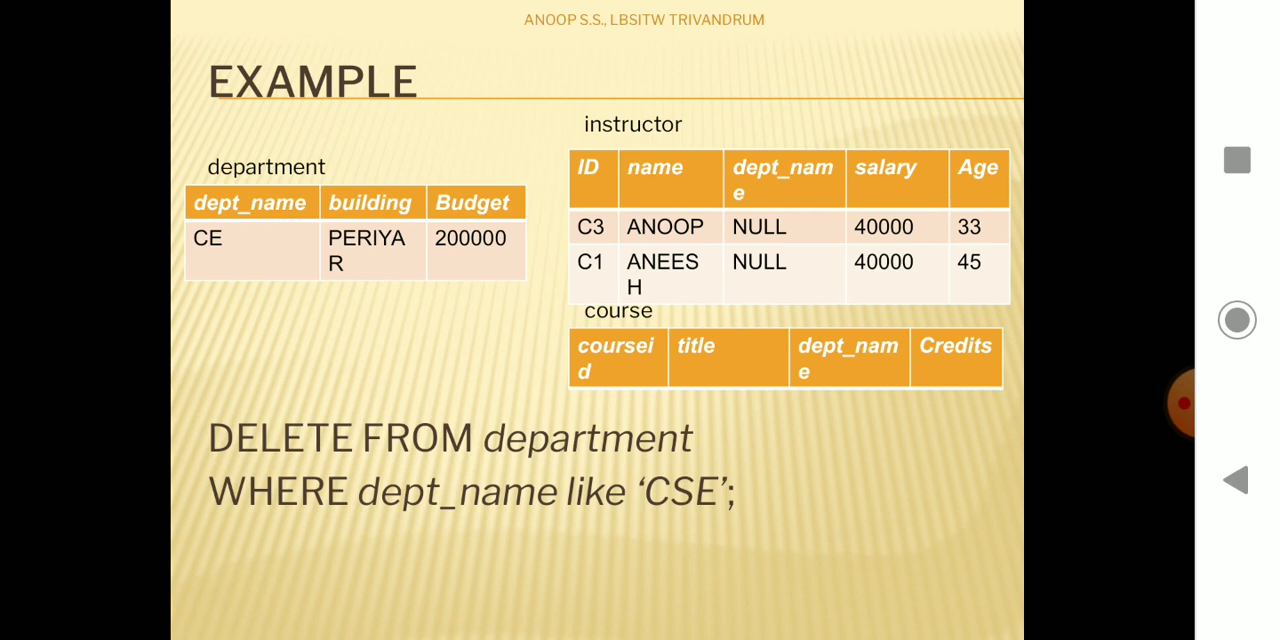 ANOOP S.S., LBSITW TRIVANDRUM
EXAMPLE
instructor
department
dept_name building Budget
CE PERIYA 200000
R
ID name dept_nam salary Age
e
C3 ANOOP NULL 40000 33
C1 ANEES NULL 40000 45
H
course
coursei title dept_nam Credits
d e
DELETE FROM department
WHERE dept_name like ‘CSE’;